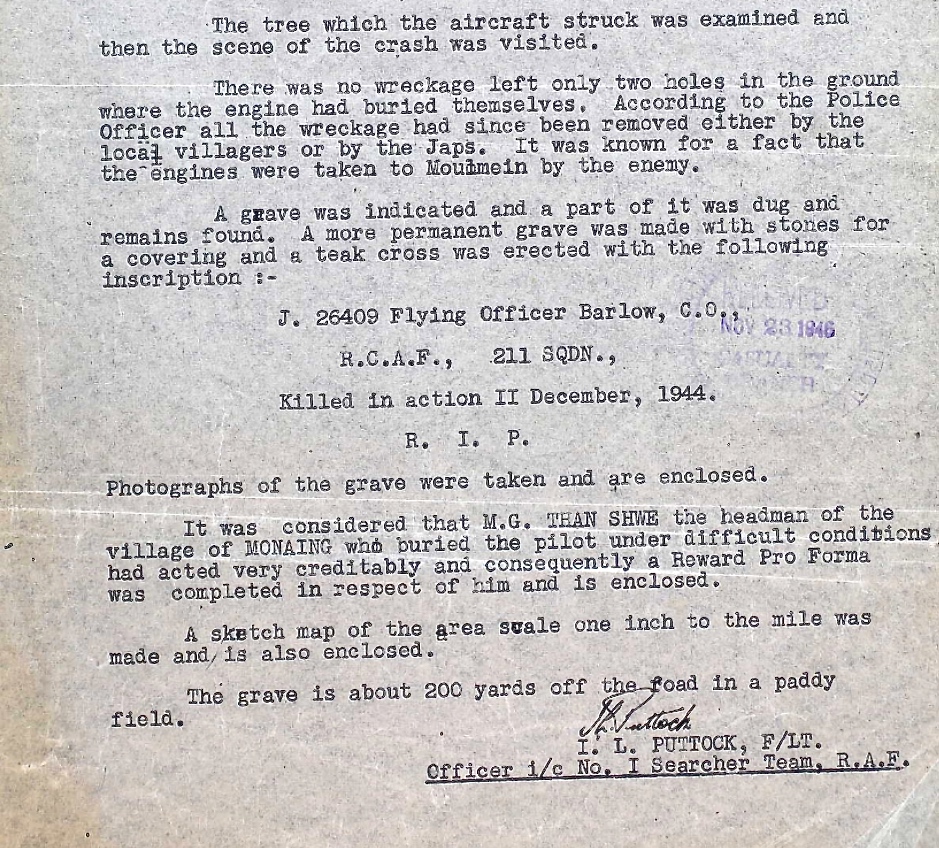 The tree which the aircraft struck was examined and
then the scene of the crash was visited.
There was no wreckage left only two holes in the ground
where the engine had buried themselves. According to the Police
Officer all the wreckage had since been removed either by the
local villagers or by the Japs. It was known for a fact that
the engines were taken to Moulmein by the enemy.
A grave was indicated and a part of it was dug and
remains found. A more permanent grave was made with stones for
a covering and a teak cross was erected with the following
inscription :-
J. 26409 Flying Officer Barlow, C.O.,
RECEIVED
NOV 23 1946
R.C.A.F., 211 SQDN.,
CASUALTY
Killed in action II December, 1944.
R. I. P.
Photographs of the grave were taken and are enclosed.
It was considered that M.G. THAN SHWE the headman of the
village of MONAING who buried the pilot under difficult conditions
had acted very creditably and consequently a Reward Pro Forma
was completed in respect of him and is enclosed.
A sketch map of the area scale one inch to the mile was
made and/is also enclosed.
The grave is about 200 yards off the road in a paddy
field.
I.L. Puttock
I. L. PUTTOCK, F/LT.
Officer i/c No. I Searcher Team, R.A.F.